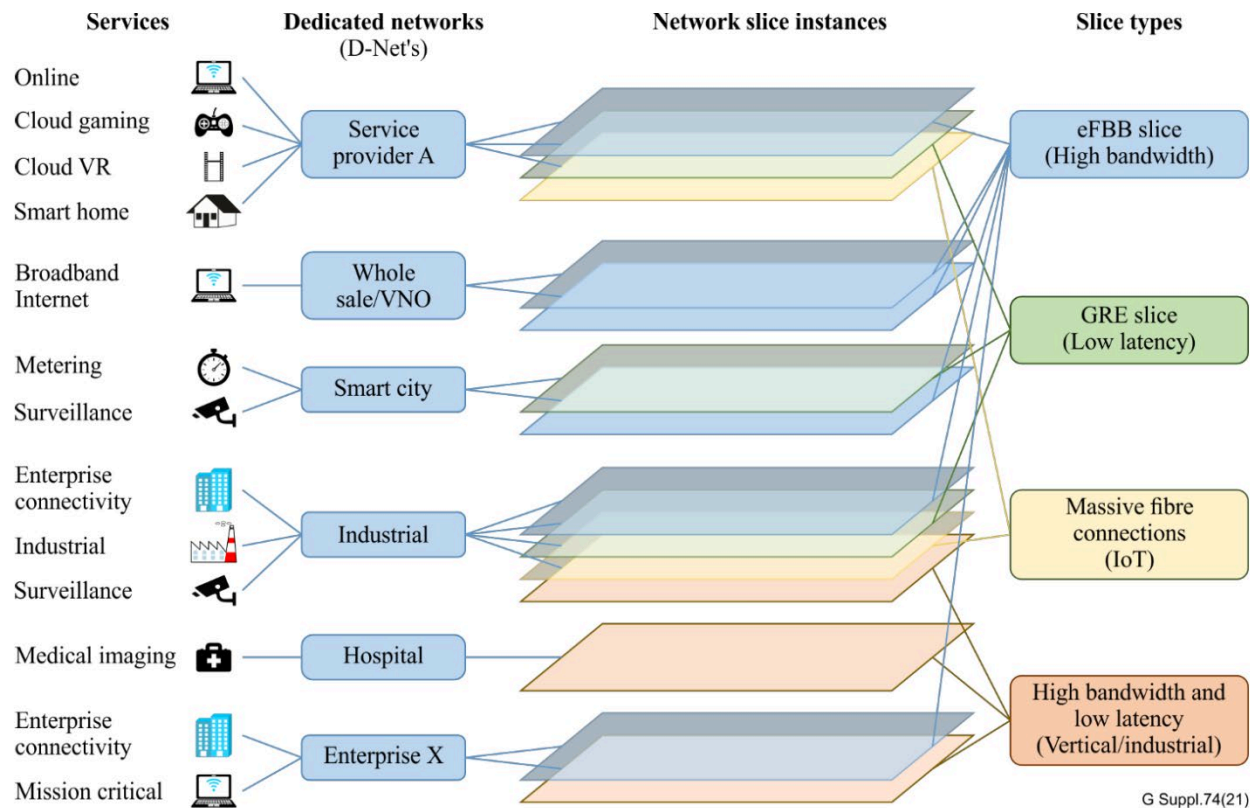 Services
Dedicated networks
(D-Net's)
Network slice instances
Slice types
Online
Cloud gaming
Cloud VR
Smart home
Service
provider A
eFBB slice
(High bandwidth)
Broadband
Internet
Whole
sale/VNO
GRE slice
(Low latency)
Metering
Surveillance
Smart city
Enterprise
connectivity
Industrial
Surveillance
Industrial
Massive fibre
connections
(IoT)
Medical imaging
Hospital
High bandwidth and
low latency
(Vertical/industrial)
Enterprise
connectivity
Mission critical
Enterprise X
G Suppl.74(21)